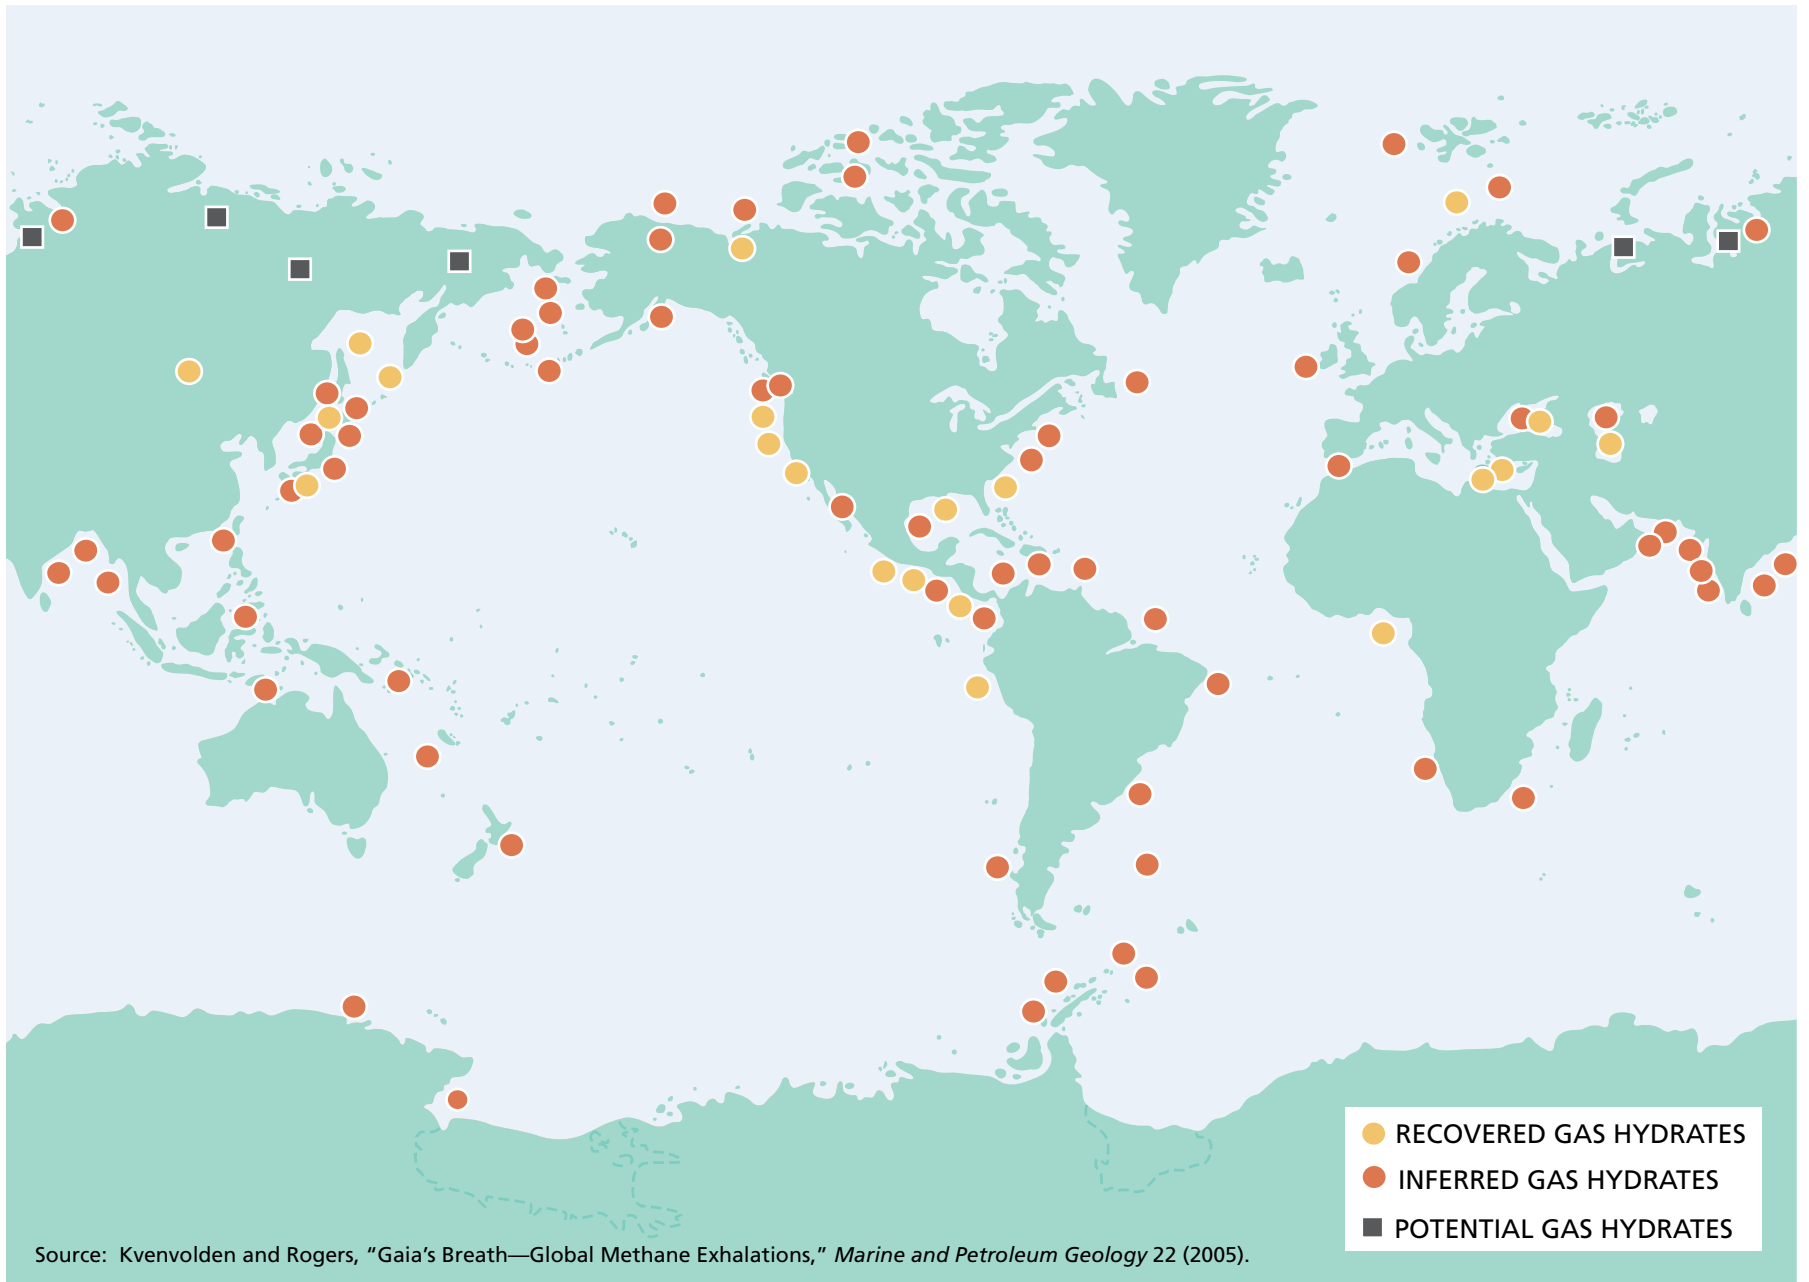 RECOVERED GAS HYDRATES
INFERRED GAS HYDRATES
POTENTIAL GAS HYDRATES
Source: Kvenvolden and Rogers, “Gaia’s Breath—Global Methane Exhalations,” Marine and Petroleum Geology 22 (2005).